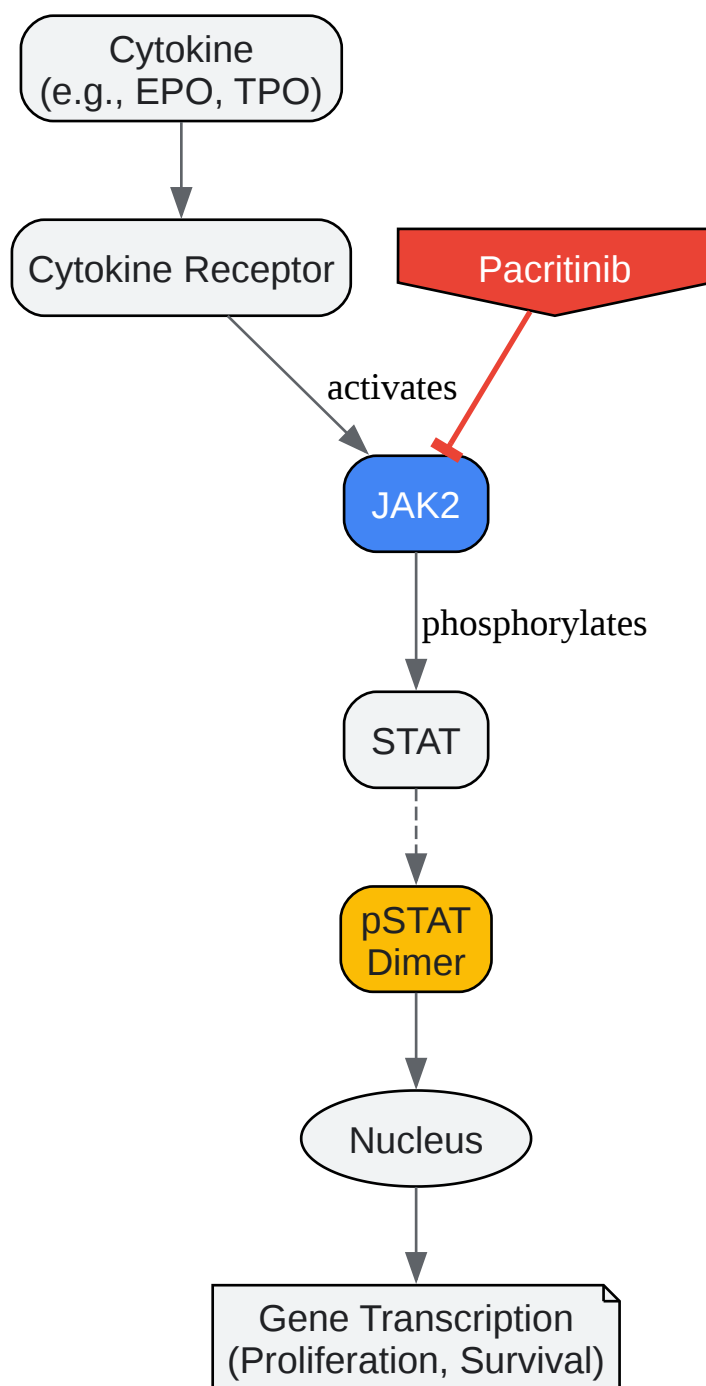 Cytokine
(e.g., EPO, TPO)
Cytokine Receptor
Pacritinib
activates
JAK2
phosphorylates
STAT
pSTAT
Dimer
Nucleus
Gene Transcription
(Proliferation, Survival)